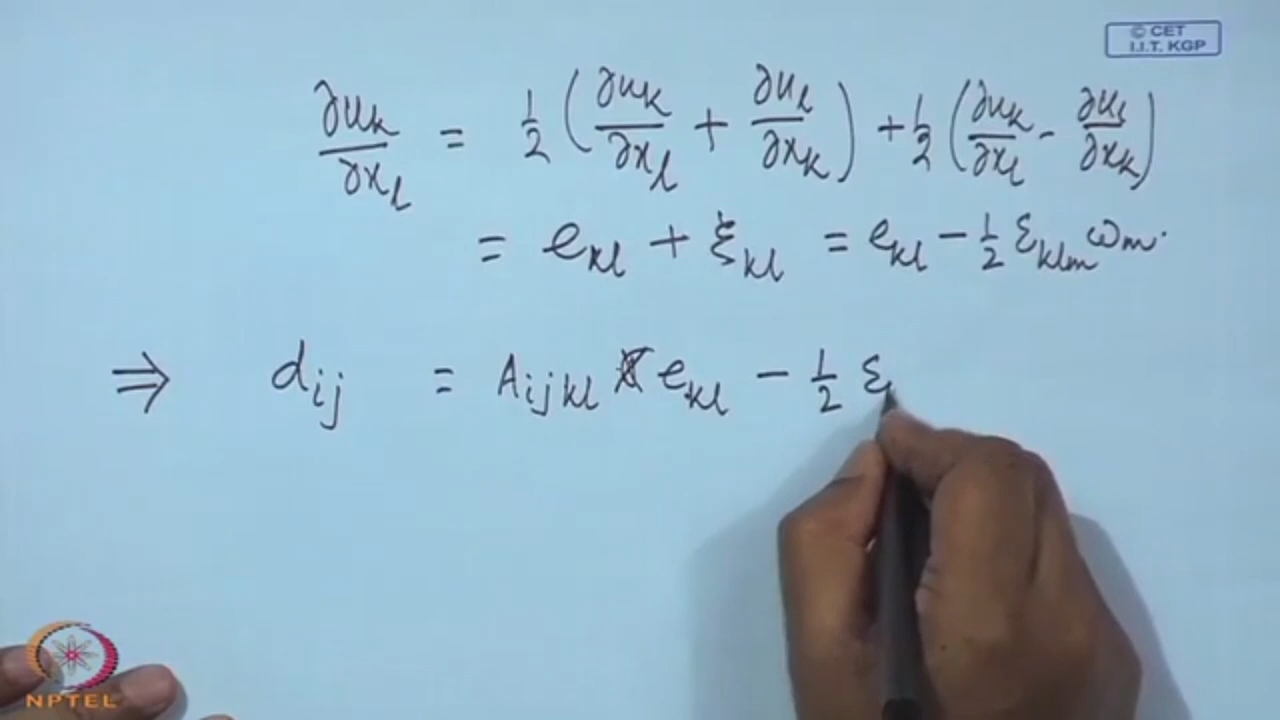 © CET
I.I.T. KGP
∂u_k/∂x_l = 1/2 (∂u_k/∂x_l + ∂u_l/∂x_k) + 1/2 (∂u_k/∂x_l - ∂u_l/∂x_k)
= e_kl + ξ_kl = e_kl - 1/2 ε_klm ω_m.
⇒ d_ij = A_ijkl e_kl - 1/2 ε
NPTEL